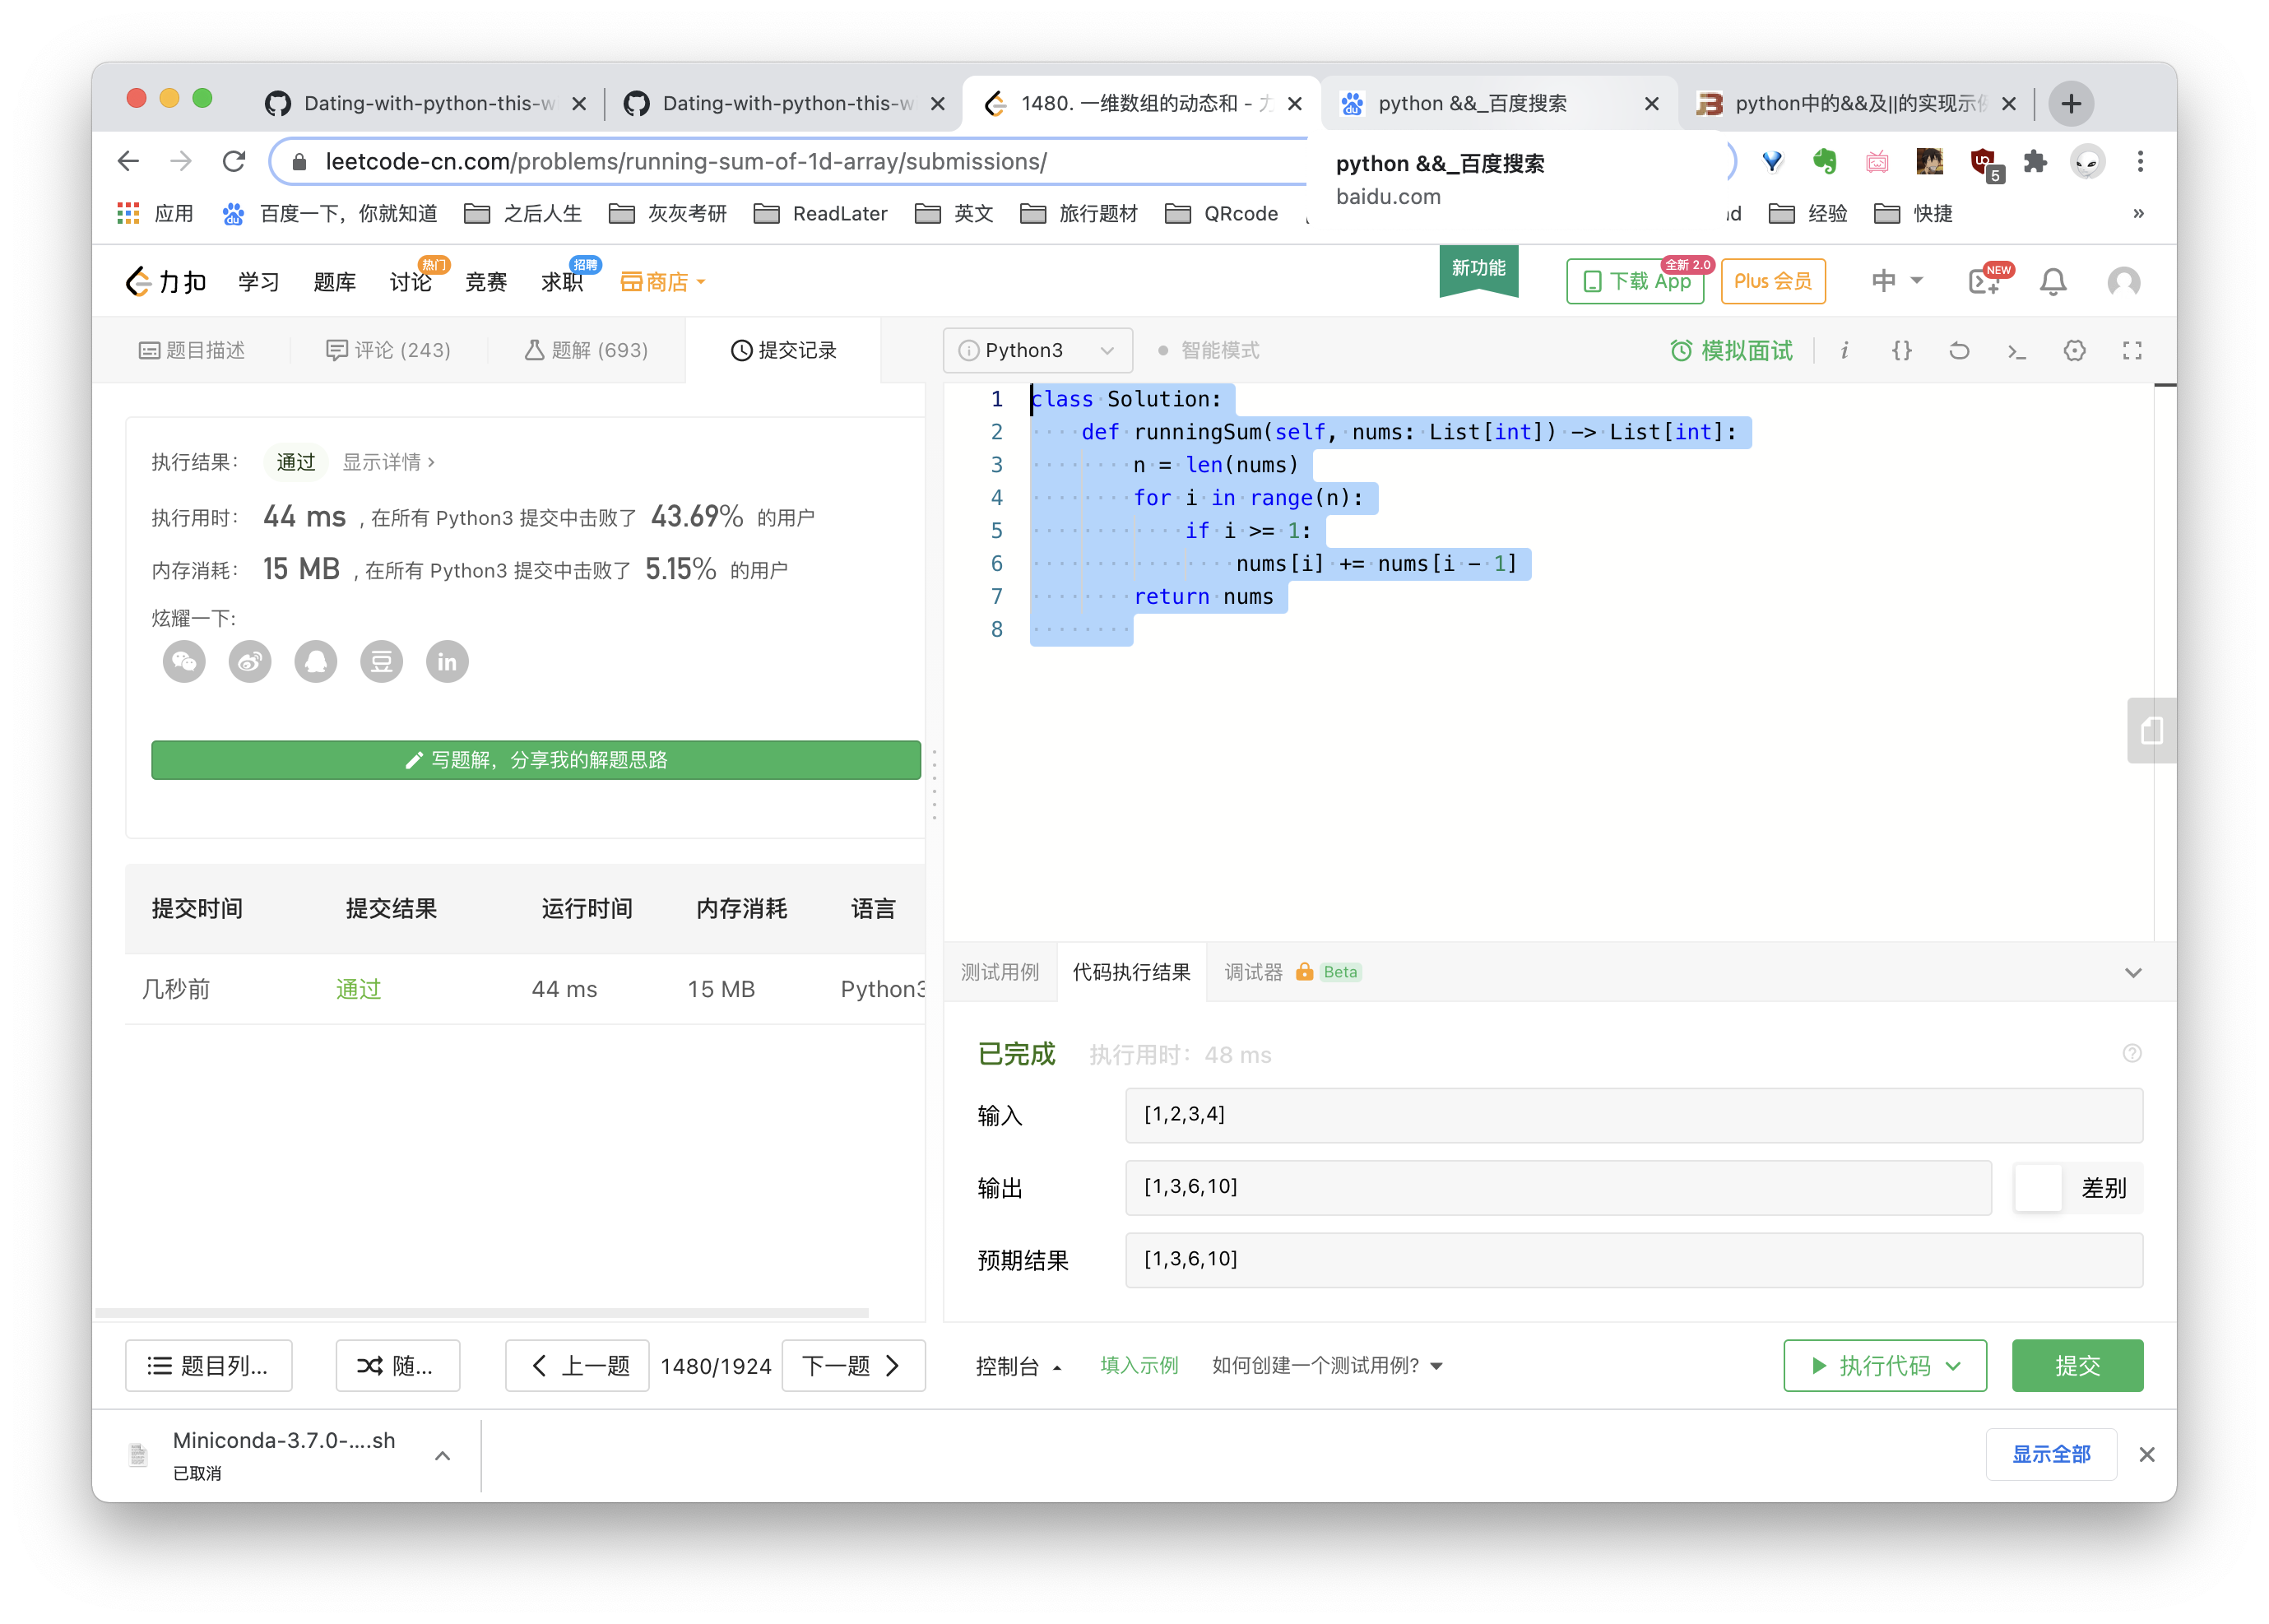 Dating-with-python-this-w
Dating-with-python-this-w
1480. 一维数组的动态和 - 力
python &&_百度搜索
python中的&&及||的实现示例
leetcode-cn.com/problems/running-sum-of-1d-array/submissions/
python &&_百度搜索
baidu.com
5
应用
百度一下，你就知道
之后人生
灰灰考研
ReadLater
英文
旅行题材
QRcode
经验
快捷
»
力扣
学习
题库
讨论
热门
竞赛
求职
招聘
商店
新功能
下载 App
全新 2.0
Plus 会员
中
NEW
题目描述
评论 (243)
题解 (693)
提交记录
Python3
智能模式
模拟面试
执行结果：
通过
显示详情 ›
执行用时： 44 ms ，在所有 Python3 提交中击败了 43.69% 的用户
内存消耗： 15 MB ，在所有 Python3 提交中击败了 5.15% 的用户
炫耀一下:
写题解，分享我的解题思路
提交时间 提交结果 运行时间 内存消耗 语言
几秒前 通过 44 ms 15 MB Python3
1 class Solution:
2     def runningSum(self, nums: List[int]) -> List[int]:
3         n = len(nums)
4         for i in range(n):
5             if i >= 1:
6                 nums[i] += nums[i - 1]
7         return nums
8
测试用例
代码执行结果
调试器
Beta
已完成
执行用时：48 ms
输入
[1,2,3,4]
输出
[1,3,6,10]
差别
预期结果
[1,3,6,10]
题目列...
随...
上一题
1480/1924
下一题
控制台
填入示例
如何创建一个测试用例?
执行代码
提交
Miniconda-3.7.0-....sh
已取消
显示全部